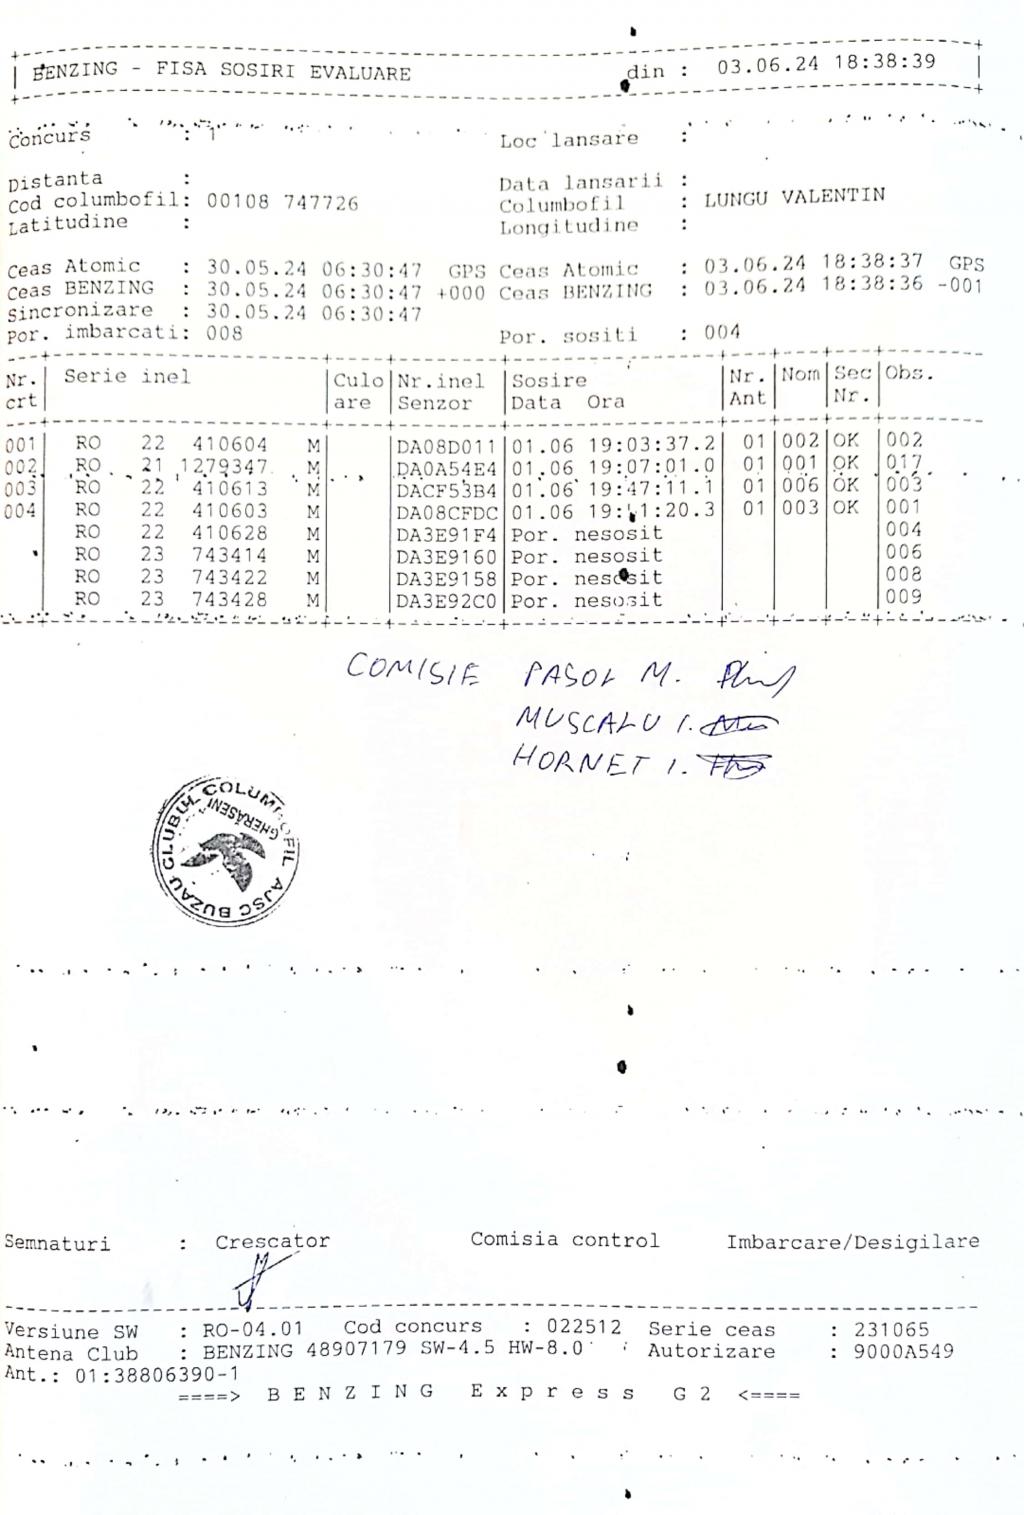 BENZING - FISA SOSIRI EVALUARE din : 03.06.24 18:38:39
Concurs : 1 Loc lansare :
Distanta : Data lansarii :
Cod columbofil: 00108 747726 Columbofil : LUNGU VALENTIN
Latitudine : Longitudine :
Ceas Atomic : 30.05.24 06:30:47 GPS Ceas Atomic : 03.06.24 18:38:37 GPS
Ceas BENZING : 30.05.24 06:30:47 +000 Ceas BENZING : 03.06.24 18:38:36 -001
Sincronizare : 30.05.24 06:30:47
Por. imbarcati: 008 Por. sositi : 004
Nr. Serie inel Culo Nr.inel Sosire Nr. Nom Sec Obs.
crt are Senzor Data Ora Ant Nr.
001 RO 22 410604 M DA08D011 01.06 19:03:37.2 01 002 OK 002
002 RO 21 1279347 M DA0A54E4 01.06 19:07:01.0 01 001 OK 017
003 RO 22 410613 M DACF53B4 01.06 19:47:11.1 01 006 OK 003
004 RO 22 410603 M DA08CFDC 01.06 01 003 OK 001
RO 22 410628 M DA3E91F4 Por. nesosit 004
RO 23 743414 M DA3E9160 Por. nesosit 006
RO 23 743422 M DA3E9158 Por. nesosit 008
RO 23 743428 M DA3E92C0 Por. nesosit 009
COMISIE PASOL M.
MUSCALU I.
HORNET I.
CLUBUL COLUMBOFIL AJSC BUZAU
GHERĂSENI
Semnaturi : Crescator Comisia control Imbarcare/Desigilare
Versiune SW : RO-04.01 Cod concurs : 022512 Serie ceas : 231065
Antena Club : BENZING 48907179 SW-4.5 HW-8.0 Autorizare : 9000A549
Ant.: 01:38806390-1
====> B E N Z I N G E x p r e s s G 2 <====